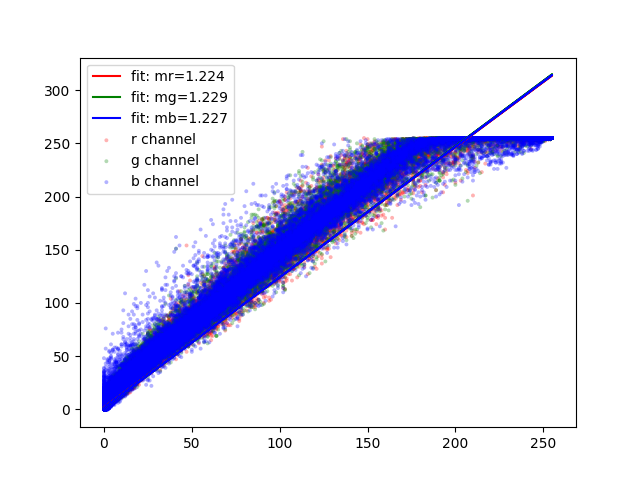 fit: mr=1.224
fit: mg=1.229
fit: mb=1.227
r channel
g channel
b channel
300
250
200
150
100
50
0
0 50 100 150 200 250